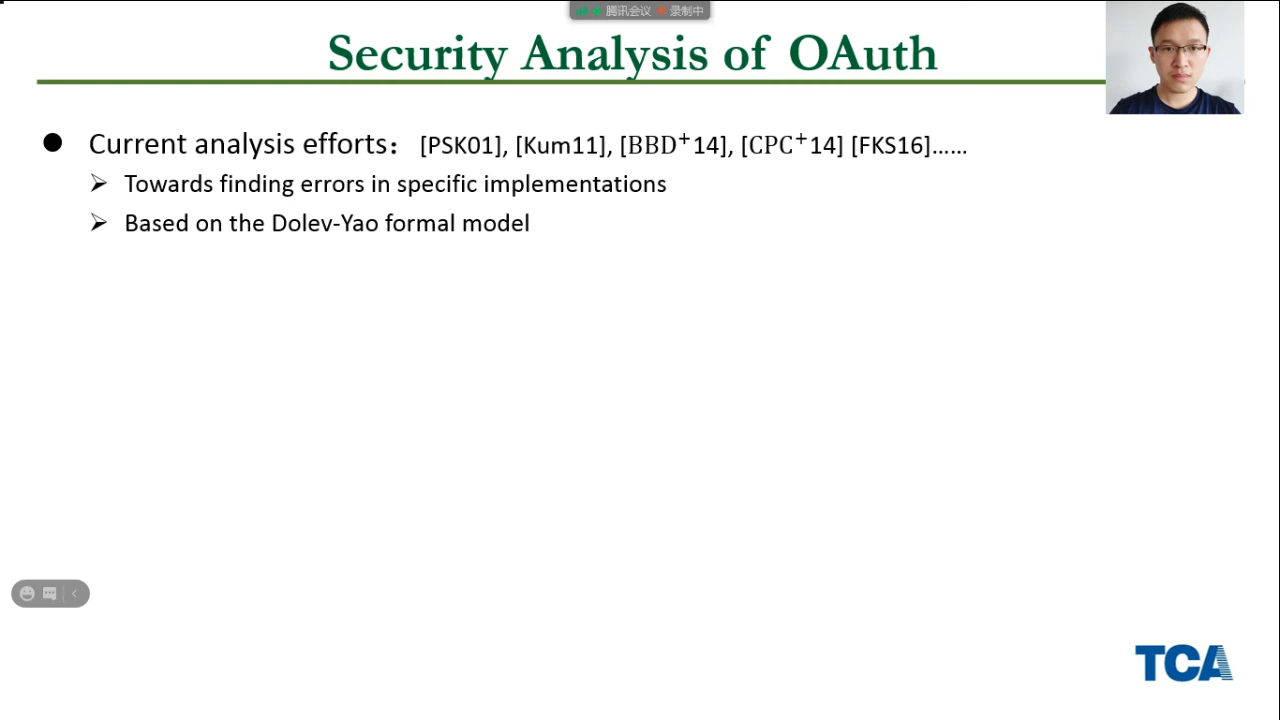 腾讯会议 录制中
Security Analysis of OAuth
● Current analysis efforts： [PSK01], [Kum11], [BBD⁺14], [CPC⁺14] [FKS16]……
➢ Towards finding errors in specific implementations
➢ Based on the Dolev-Yao formal model
TCA